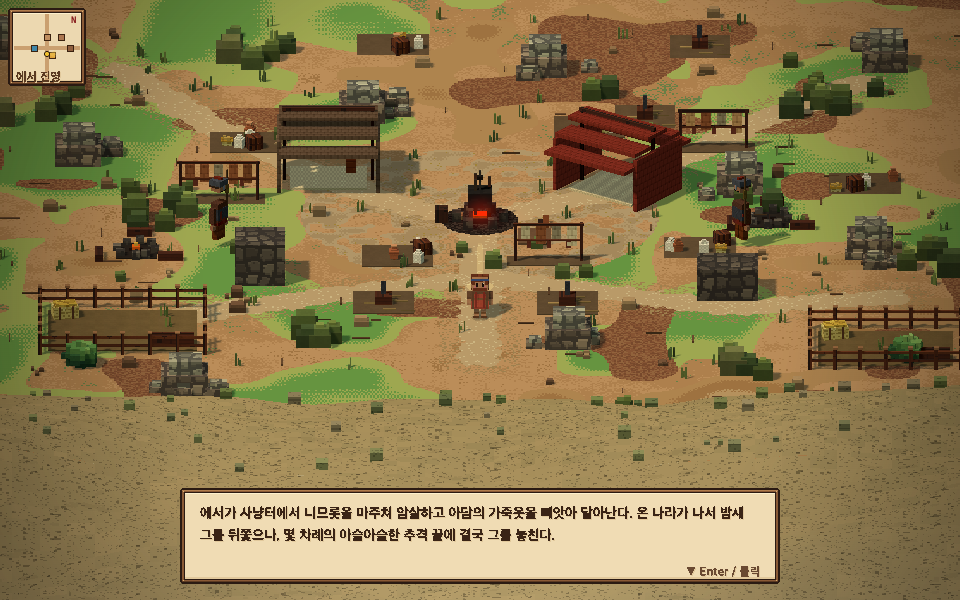 N
에서 진영
에서가 사냥터에서 니므롯을 마주쳐 암살하고 아담의 가죽옷을 빼앗아 달아난다. 온 나라가 나서 밤새
그를 뒤쫓으나, 몇 차례의 아슬아슬한 추격 끝에 결국 그를 놓친다.
▼ Enter / 클릭